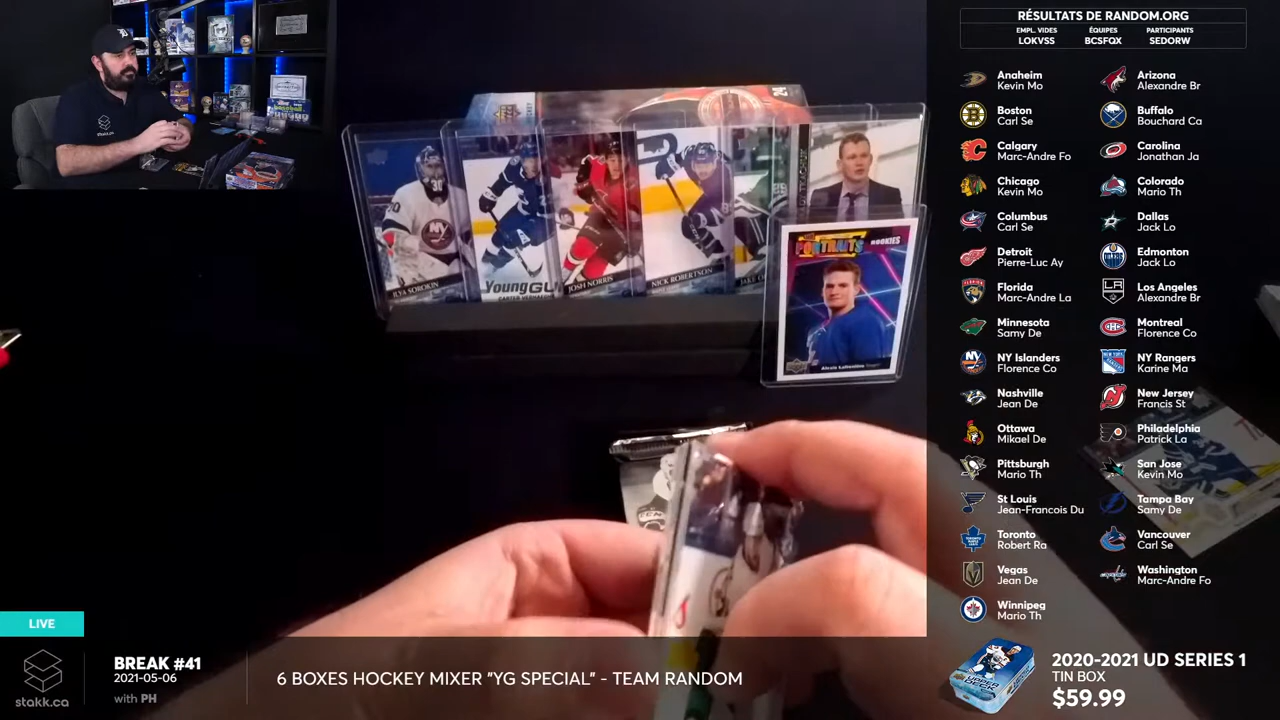 RÉSULTATS DE RANDOM.ORG
EMPL. VIDES
LOKVSS
ÉQUIPES
BCSFQX
PARTICIPANTS
SEDORW
Anaheim
Kevin Mo
Arizona
Alexandre Br
Boston
Carl Se
Buffalo
Bouchard Ca
Calgary
Marc-Andre Fo
Carolina
Jonathan Ja
Chicago
Kevin Mo
Colorado
Mario Th
Columbus
Carl Se
Dallas
Jack Lo
Detroit
Pierre-Luc Ay
Edmonton
Jack Lo
Florida
Marc-Andre La
Los Angeles
Alexandre Br
Minnesota
Samy De
Montreal
Florence Co
NY Islanders
Florence Co
NY Rangers
Karine Ma
Nashville
Jean De
New Jersey
Francis St
Ottawa
Mikael De
Philadelphia
Patrick La
Pittsburgh
Mario Th
San Jose
Kevin Mo
St Louis
Jean-Francois Du
Tampa Bay
Samy De
Toronto
Robert Ra
Vancouver
Carl Se
Vegas
Jean De
Washington
Marc-Andre Fo
Winnipeg
Mario Th
ILYA SOROKIN
Young GU
JOSH NORRIS
NICK ROBERTSON
PORTRAITS ROOKIES
Alexis Lafrenière
LIVE
stakk.ca
BREAK #41
2021-05-06
with PH
6 BOXES HOCKEY MIXER "YG SPECIAL" - TEAM RANDOM
2020-2021 UD SERIES 1
TIN BOX
$59.99